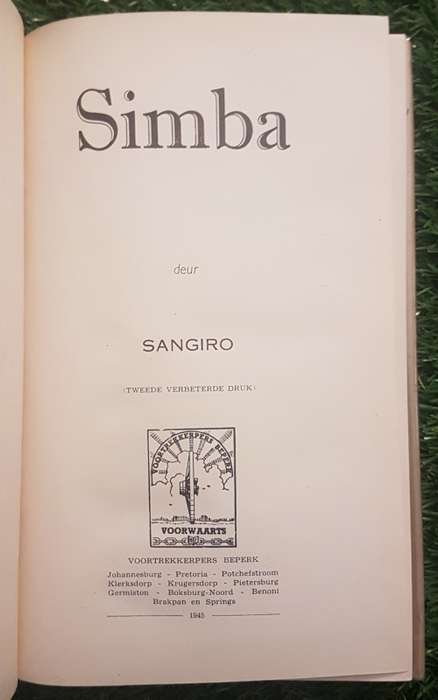 Simba
deur
SANGIRO
(TWEEDE VERBETERDE DRUK)
VOORTREKKERPERS BEPERK
VOORWAARTS
VOORTREKKERPERS BEPERK
Johannesburg - Pretoria - Potchefstroom
Klerksdorp - Krugersdorp - Pietersburg
Germiston - Boksburg-Noord - Benoni
Brakpan en Springs
1945